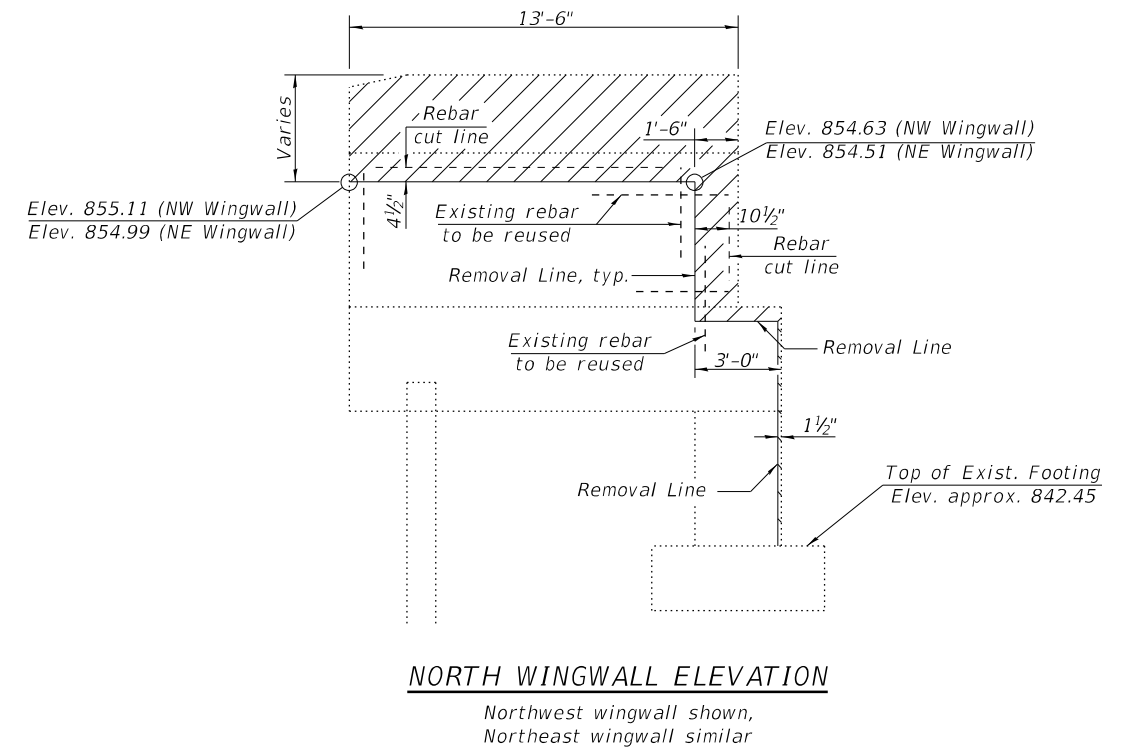 13'-6"
Varies
Rebar
cut line
1'-6"
Elev. 854.63 (NW Wingwall)
Elev. 854.51 (NE Wingwall)
Elev. 855.11 (NW Wingwall)
Elev. 854.99 (NE Wingwall)
4½"
Existing rebar
to be reused
10½"
Rebar
cut line
Removal Line, typ.
Existing rebar
to be reused
Removal Line
3'-0"
1½"
Removal Line
Top of Exist. Footing
Elev. approx. 842.45
NORTH WINGWALL ELEVATION
Northwest wingwall shown,
Northeast wingwall similar